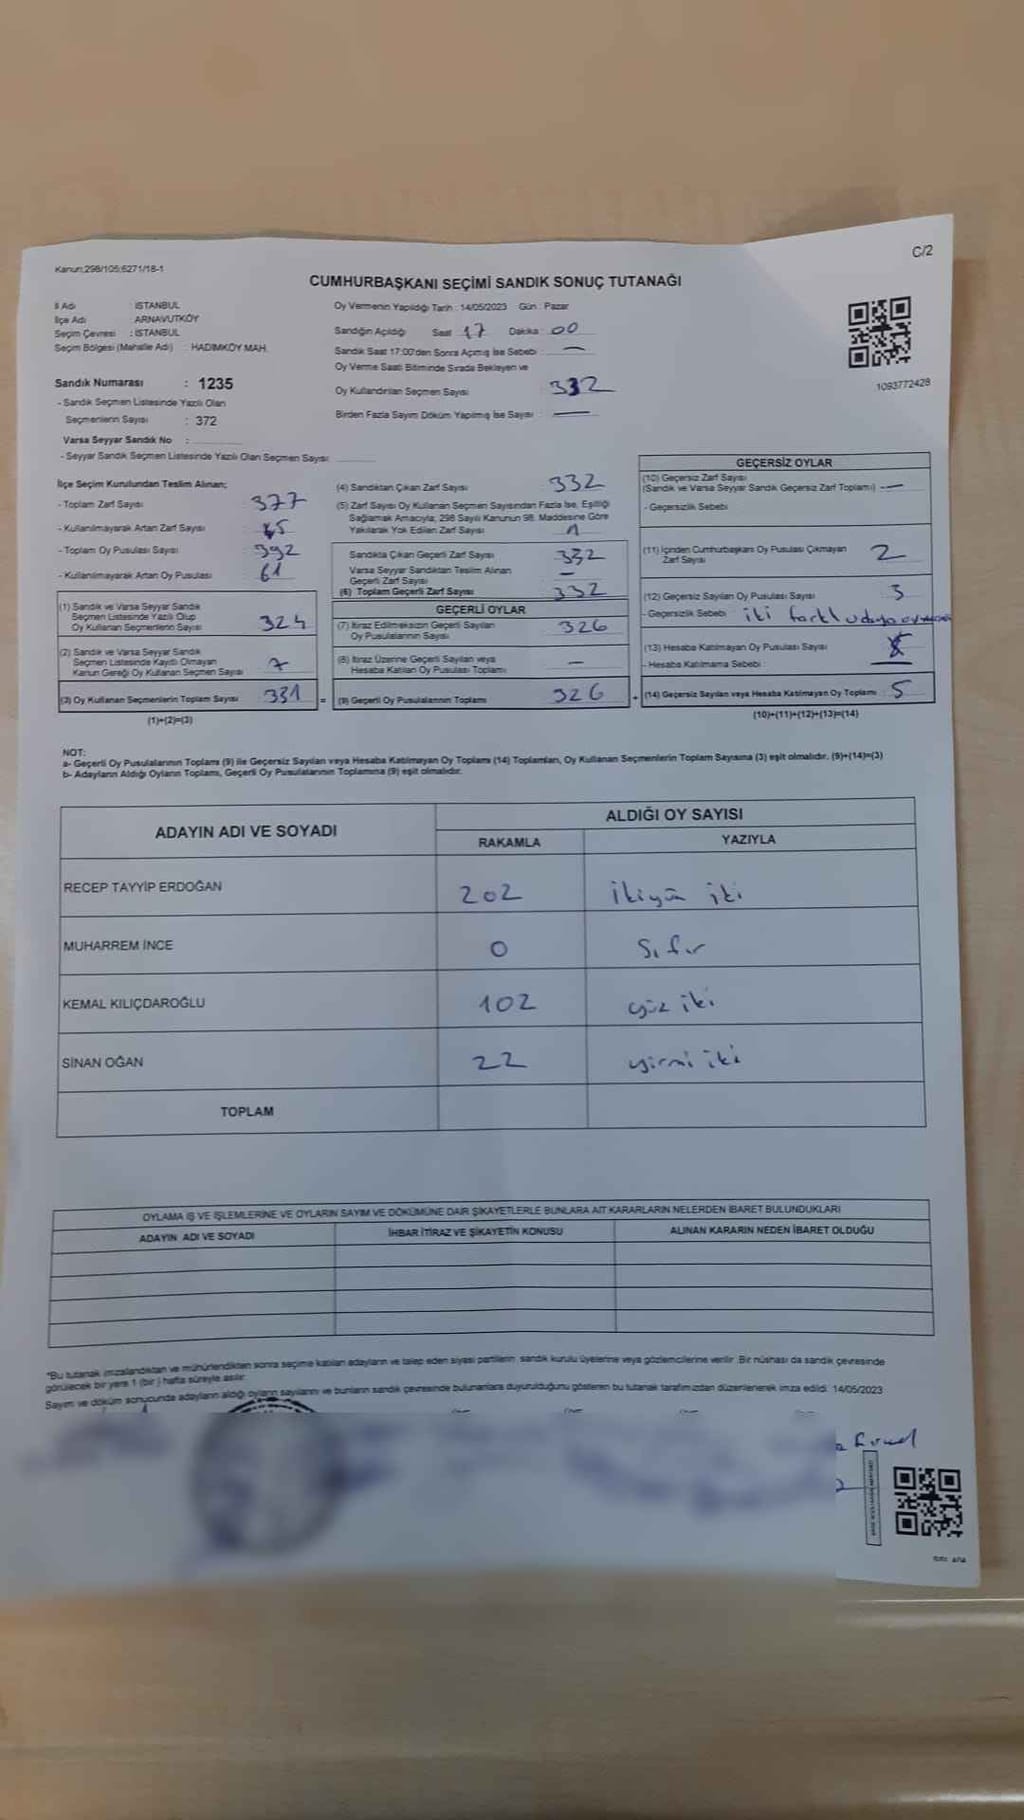 Kanun;298/105;6271/18-1
C/2
CUMHURBAŞKANI SEÇİMİ SANDIK SONUÇ TUTANAĞI
İl Adı : İSTANBUL
İlçe Adı : ARNAVUTKÖY
Seçim Çevresi : İSTANBUL
Seçim Bölgesi (Mahalle Adı) : HADIMKÖY MAH.
Oy Vermenin Yapıldığı Tarih : 14/05/2023 Gün : Pazar
Sandığın Açıldığı Saat 17 Dakika : 00
Sandık Saat 17:00'den Sonra Açımış İse Sebebi : —
Oy Verme Saati Bitiminde Sırada Bekleyen ve
Oy Kullandırılan Seçmen Sayısı : 332
Birden Fazla Sayım Döküm Yapılmış İse Sayısı : —
1093772428
Sandık Numarası : 1235
- Sandık Seçmen Listesinde Yazılı Olan
Seçmenlerin Sayısı : 372
Varsa Seyyar Sandık No :
- Seyyar Sandık Seçmen Listesinde Yazılı Olan Seçmen Sayısı
İlçe Seçim Kurulundan Teslim Alınan;
- Toplam Zarf Sayısı 377
- Kullanılmayarak Artan Zarf Sayısı 45
- Toplam Oy Pusulası Sayısı 392
- Kullanılmayarak Artan Oy Pusulası 61
(1) Sandık ve Varsa Seyyar Sandık
Seçmen Listesinde Yazılı Olup
Oy Kullanan Seçmenlerin Sayısı 324
(2) Sandık ve Varsa Seyyar Sandık
Seçmen Listesinde Kaydı Olmayan
Kanun Gereği Oy Kullanan Seçmen Sayısı 7
(3) Oy Kullanan Seçmenlerin Toplam Sayısı 331 =
(1)+(2)=(3)
(4) Sandıktan Çıkan Zarf Sayısı 332
(5) Zarf Sayısı Oy Kullanan Seçmen Sayısından Fazla İse, Eşitliği
Sağlamak Amacıyla, 298 Sayılı Kanunun 98. Maddesine Göre
Yakılarak Yok Edilen Zarf Sayısı 1
Sandıkta Çıkan Geçerli Zarf Sayısı 332
Varsa Seyyar Sandıktan Teslim Alınan
Geçerli Zarf Sayısı —
(6) Toplam Geçerli Zarf Sayısı 332
GEÇERLİ OYLAR
(7) İtiraz Edilmeksizin Geçerli Sayılan
Oy Pusulalarının Sayısı 326
(8) İtiraz Üzerine Geçerli Sayılan veya
Hesaba Katılan Oy Pusulası Toplamı —
(9) Geçerli Oy Pusulalarının Toplamı 326 +
GEÇERSİZ OYLAR
(10) Geçersiz Zarf Sayısı
(Sandık ve Varsa Seyyar Sandık Geçersiz Zarf Toplamı) —
- Geçersizlik Sebebi
(11) İçinden Cumhurbaşkanı Oy Pusulası Çıkmayan
Zarf Sayısı 2
(12) Geçersiz Sayılan Oy Pusulası Sayısı 3
- Geçersizlik Sebebi iki farklı adaya
(13) Hesaba Katılmayan Oy Pusulası Sayısı
- Hesaba Katılmama Sebebi
(14) Geçersiz Sayılan veya Hesaba Katılmayan Oy Toplamı : 5
(10)+(11)+(12)+(13)=(14)
NOT:
a- Geçerli Oy Pusulalarının Toplamı (9) ile Geçersiz Sayılan veya Hesaba Katılmayan Oy Toplamı (14) Toplamları, Oy Kullanan Seçmenlerin Toplam Sayısına (3) eşit olmalıdır. (9)+(14)=(3)
b- Adayların Aldığı Oyların Toplamı, Geçerli Oy Pusulalarının Toplamına (9) eşit olmalıdır.
ADAYIN ADI VE SOYADI
ALDIĞI OY SAYISI
RAKAMLA YAZIYLA
RECEP TAYYİP ERDOĞAN 202 ikiyüz iki
MUHARREM İNCE 0 Sıfır
KEMAL KILIÇDAROĞLU 102 yüz iki
SİNAN OĞAN 22 yirmi iki
TOPLAM
OYLAMA İŞ VE İŞLEMLERİNE VE OYLARIN SAYIM VE DÖKÜMÜNE DAİR ŞİKAYETLERLE BUNLARA AİT KARARLARIN NELERDEN İBARET BULUNDUKLARI
ADAYIN ADI VE SOYADI İHBAR İTİRAZ VE ŞİKAYETİN KONUSU ALINAN KARARIN NEDEN İBARET OLDUĞU
*Bu tutanak imzalandıktan ve mühürlendikten sonra seçime katılan adayların ve talep eden siyasi partilerin sandık kurulu üyelerine veya gözlemcilerine verilir. Bir nüshası da sandık çevresinde
görülecek bir yere 1 (bir ) hafta süreyle asılır.
Sayım ve döküm sonucunda adayların aldığı oyların sayılarını ve bunların sandık çevresinde bulunanlara duyurulduğunu gösteren bu tutanak tarafımızdan düzenlenerek imza edildi. 14/05/2023